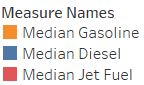 Measure Names
Median Gasoline
Median Diesel
Median Jet Fuel